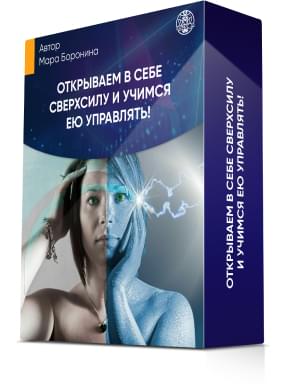 Автор
Мара Боронина
ОТКРЫВАЕМ В СЕБЕ
СВЕРХСИЛУ И УЧИМСЯ
ЕЮ УПРАВЛЯТЬ!
ОТКРЫВАЕМ В СЕБЕ СВЕРХСИЛУ
И УЧИМСЯ ЕЮ УПРАВЛЯТЬ!